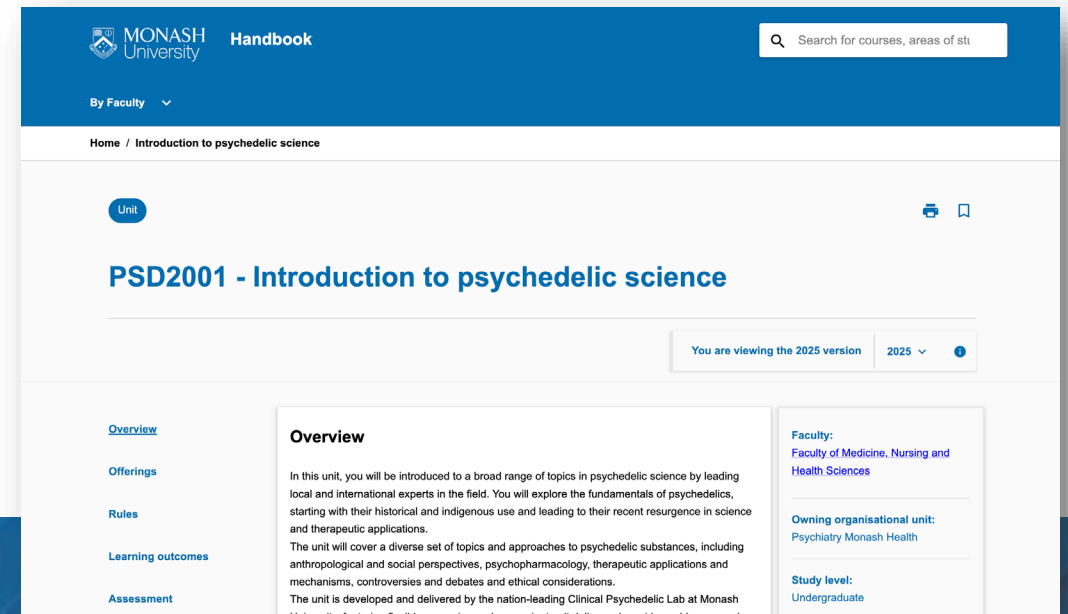 MONASH
University
Handbook
Search for courses, areas of stu
By Faculty
Home / Introduction to psychedelic science
Unit
PSD2001 - Introduction to psychedelic science
You are viewing the 2025 version
2025
Overview
Offerings
Rules
Learning outcomes
Assessment
Overview
In this unit, you will be introduced to a broad range of topics in psychedelic science by leading
local and international experts in the field. You will explore the fundamentals of psychedelics,
starting with their historical and indigenous use and leading to their recent resurgence in science
and therapeutic applications.
The unit will cover a diverse set of topics and approaches to psychedelic substances, including
anthropological and social perspectives, psychopharmacology, therapeutic applications and
mechanisms, controversies and debates and ethical considerations.
The unit is developed and delivered by the nation-leading Clinical Psychedelic Lab at Monash
Faculty:
Faculty of Medicine, Nursing and
Health Sciences
Owning organisational unit:
Psychiatry Monash Health
Study level:
Undergraduate